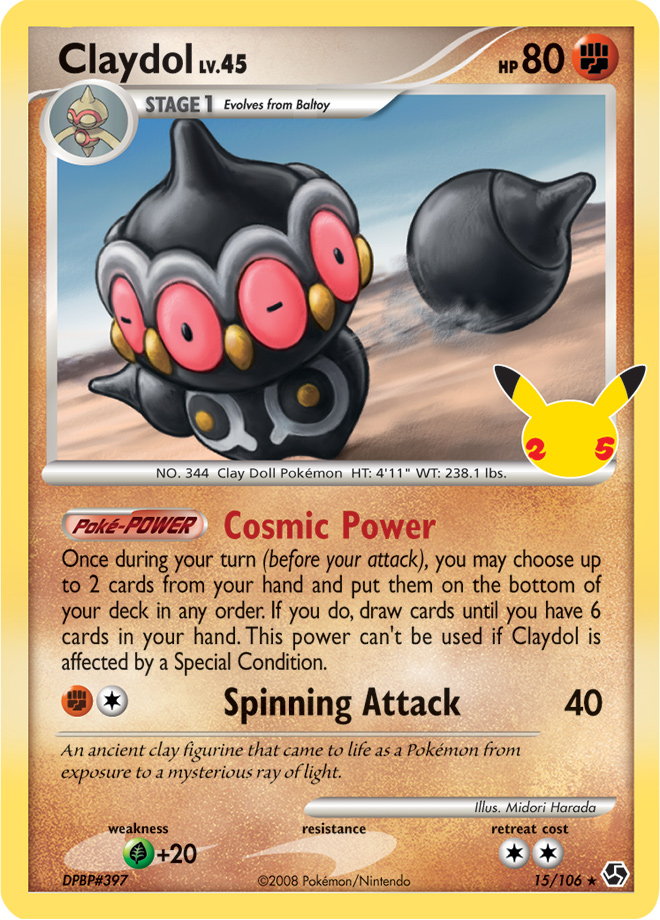 Claydol LV.45
HP 80
STAGE 1 Evolves from Baltoy
25
NO. 344 Clay Doll Pokémon HT: 4'11" WT: 238.1 lbs.
Poké-POWER Cosmic Power
Once during your turn (before your attack), you may choose up
to 2 cards from your hand and put them on the bottom of
your deck in any order. If you do, draw cards until you have 6
cards in your hand. This power can't be used if Claydol is
affected by a Special Condition.
Spinning Attack 40
An ancient clay figurine that came to life as a Pokémon from
exposure to a mysterious ray of light.
Illus. Midori Harada
weakness resistance retreat cost
+20
DPBP#397 ©2008 Pokémon/Nintendo 15/106 ★